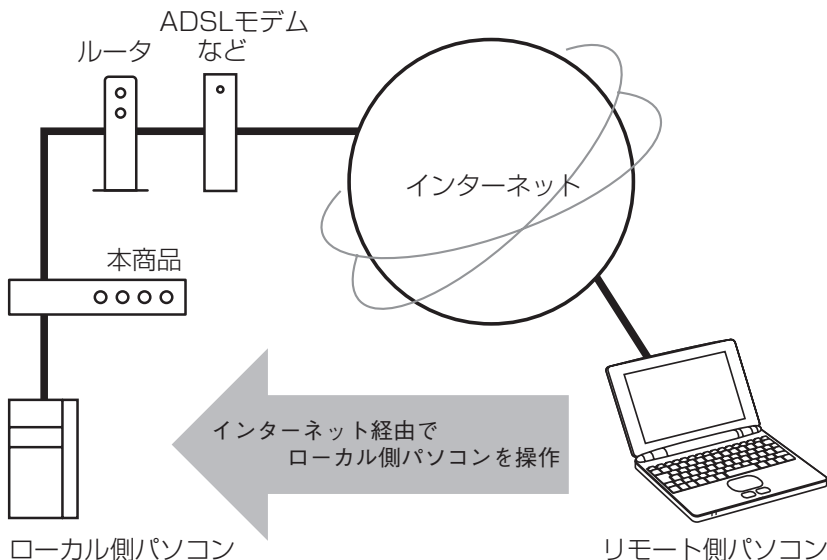 ADSLモデム
など
ルータ
インターネット
本商品
インターネット経由で
ローカル側パソコンを操作
ローカル側パソコン
リモート側パソコン